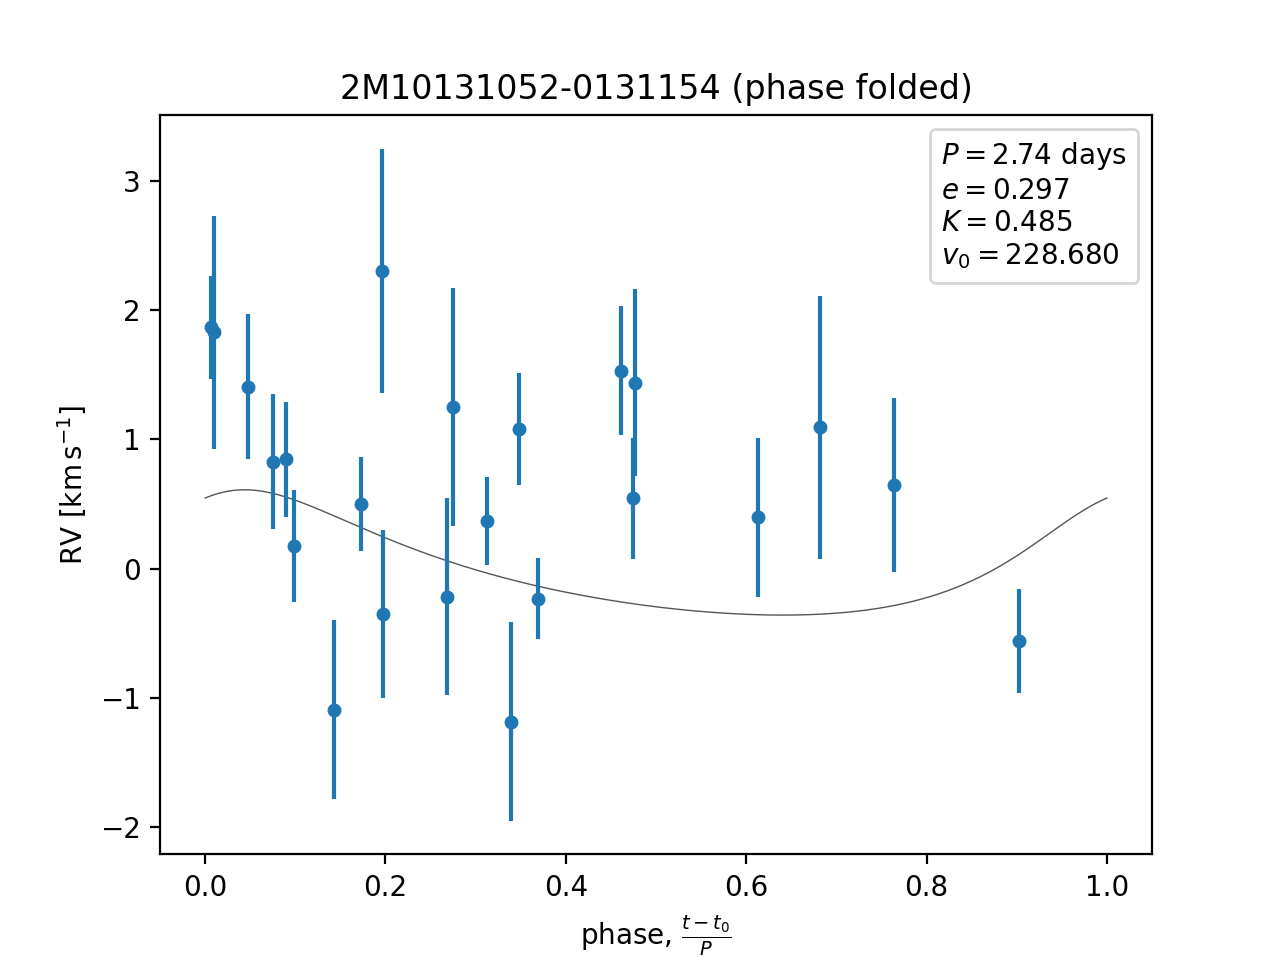 2M10131052-0131154 (phase folded)
P = 2.74 days
e = 0.297
K = 0.485
v₀ = 228.680
RV [km s⁻¹]
3
2
1
0
−1
−2
0.0 0.2 0.4 0.6 0.8 1.0
phase, (t − t₀)/P